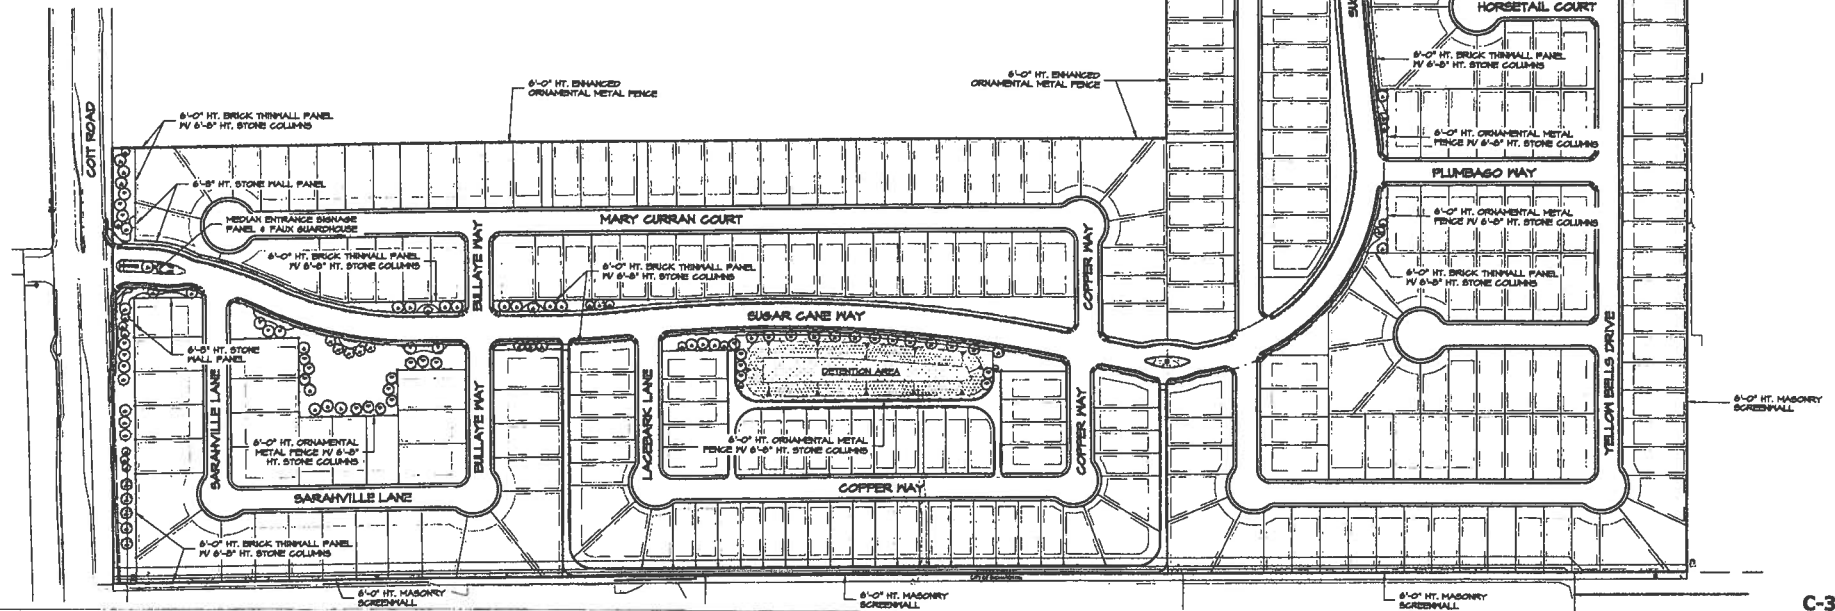 HORSETAIL COURT
6'-0" HT. BRICK THINWALL PANEL
W/ 6'-8" HT. STONE COLUMNS
6'-0" HT. ENHANCED
ORNAMENTAL METAL FENCE
6'-0" HT. ENHANCED
ORNAMENTAL METAL FENCE
COIT ROAD
6'-0" HT. BRICK THINWALL PANEL
W/ 6'-8" HT. STONE COLUMNS
6'-0" HT. ORNAMENTAL METAL
FENCE W/ 6'-8" HT. STONE COLUMNS
PLUMBAGO WAY
6'-8" HT. STONE WALL PANEL
MARY CURRAN COURT
MEDIAN ENTRANCE SIGNAGE
PANEL & FAUX GUARDHOUSE
6'-0" HT. ORNAMENTAL METAL
FENCE W/ 6'-8" HT. STONE COLUMNS
BULLAYE WAY
COPPER WAY
6'-0" HT. BRICK THINWALL PANEL
W/ 6'-8" HT. STONE COLUMNS
6'-0" HT. BRICK THINWALL PANEL
W/ 6'-8" HT. STONE COLUMNS
6'-0" HT. BRICK THINWALL PANEL
W/ 6'-8" HT. STONE COLUMNS
SUGAR CANE WAY
6'-8" HT. STONE
WALL PANEL
DETENTION AREA
SARAHVILLE LANE
BULLAYE WAY
LACEBARK LANE
COPPER WAY
YELLOW BELLS DRIVE
6'-0" HT. MASONRY
SCREENWALL
6'-0" HT. ORNAMENTAL
METAL FENCE W/ 6'-8"
HT. STONE COLUMNS
6'-0" HT. ORNAMENTAL METAL
FENCE W/ 6'-8" HT. STONE COLUMNS
SARAHVILLE LANE
COPPER WAY
6'-0" HT. BRICK THINWALL PANEL
W/ 6'-8" HT. STONE COLUMNS
6'-0" HT. MASONRY
SCREENWALL
6'-0" HT. MASONRY
SCREENWALL
6'-0" HT. MASONRY
SCREENWALL
C-3